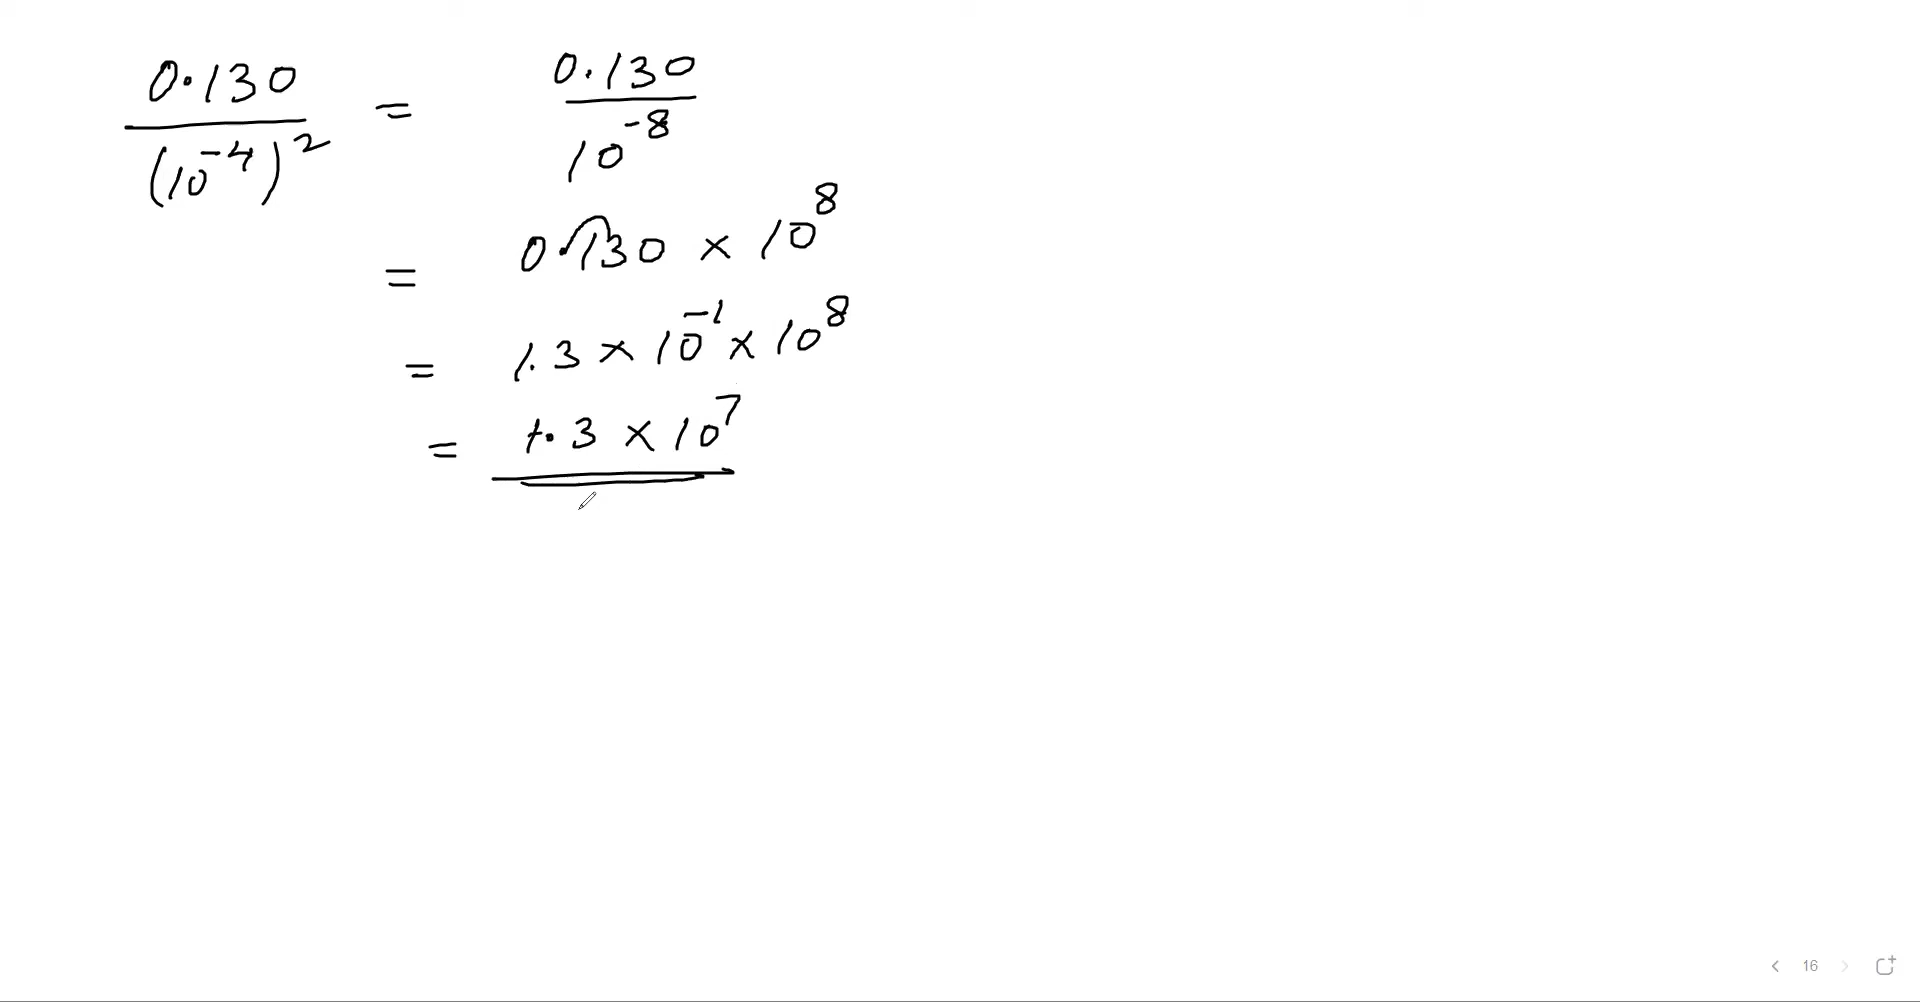 0.130 / (10^-4)^2 = 0.130 / 10^-8
= 0.130 × 10^8
= 1.3 × 10^-1 × 10^8
= 1.3 × 10^7
16